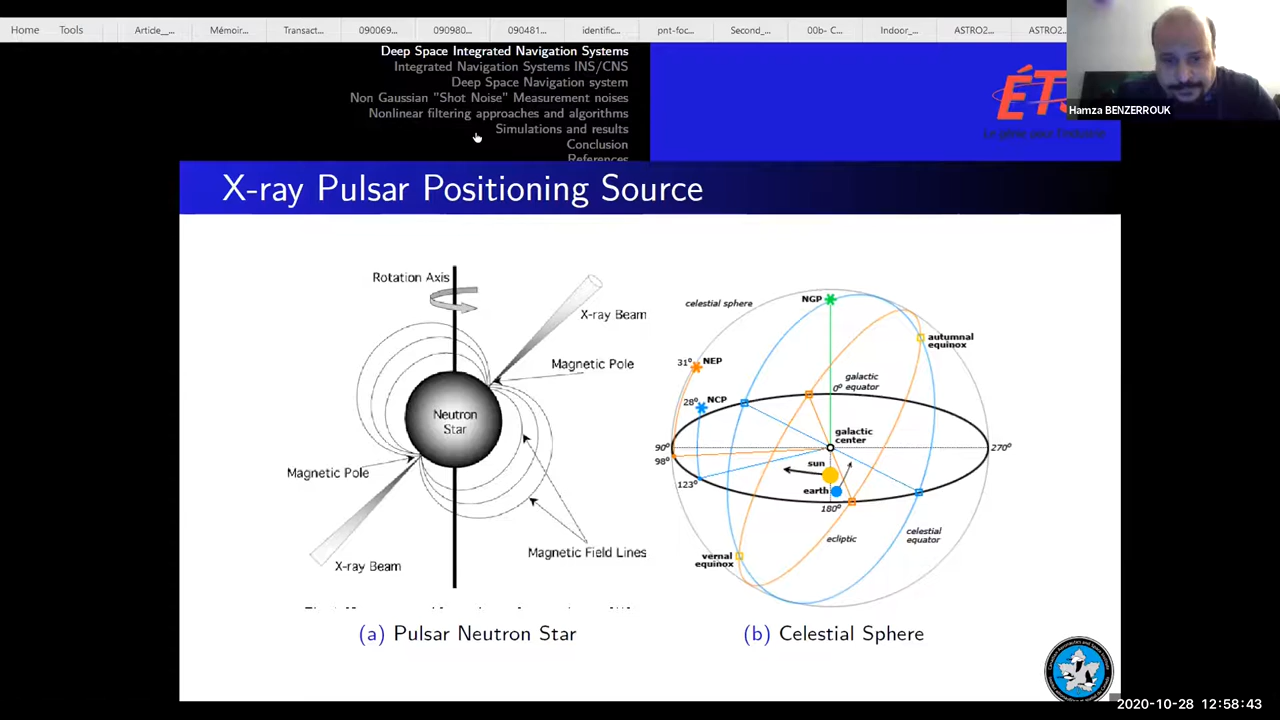 Home Tools Article__... Mémoir... Transact... 090069... 090980... 090481... identific... pnt-foc... Second_... 00b- C... Indoor_... ASTRO2... ASTRO2...
Hamza BENZERROUK
Deep Space Integrated Navigation Systems
Integrated Navigation Systems INS/CNS
Deep Space Navigation system
Non Gaussian "Shot Noise" Measurement noises
Nonlinear filtering approaches and algorithms
Simulations and results
Conclusion
References
X-ray Pulsar Positioning Source
Rotation Axis
X-ray Beam
Magnetic Pole
Neutron
Star
Magnetic Pole
Magnetic Field Lines
X-ray Beam
(a) Pulsar Neutron Star
celestial sphere
NGP
autumnal
equinox
31° NEP
galactic
0° equator
28° NCP
galactic
center
90°
270°
98°
sun
123°
earth
180°
ecliptic
celestial
equator
vernal
equinox
(b) Celestial Sphere
2020-10-28 12:58:43